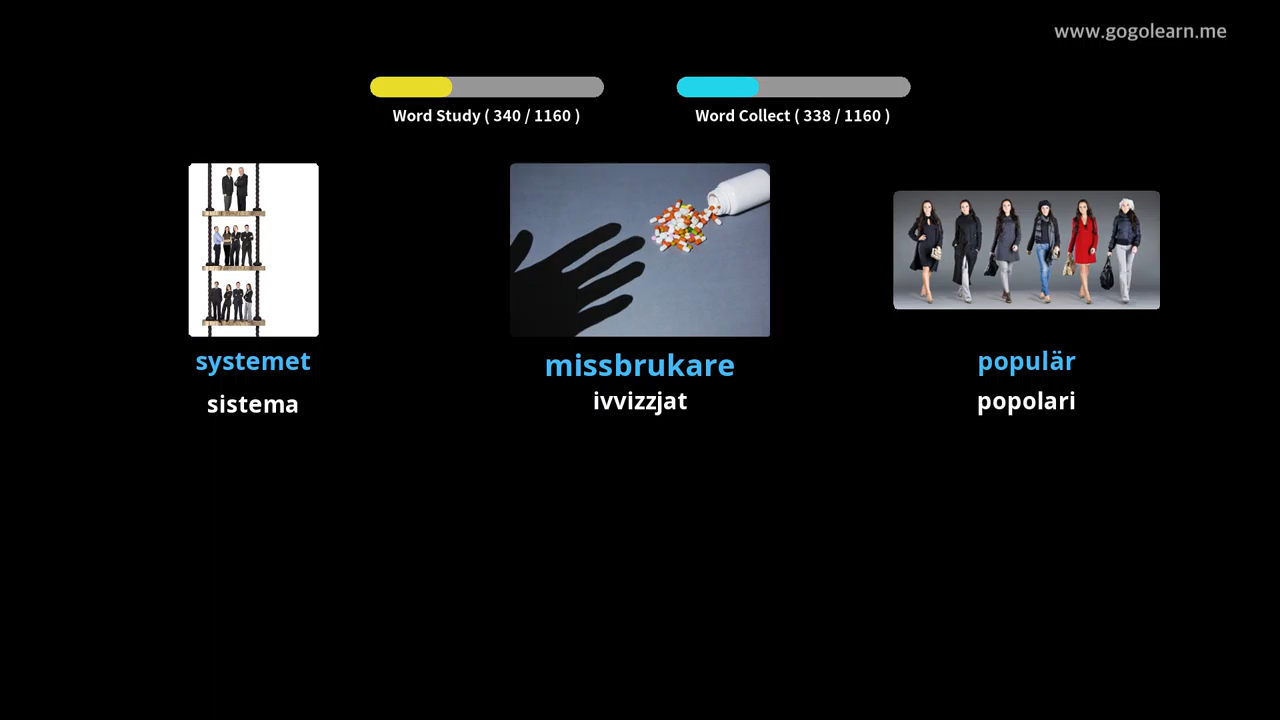 www.gogolearn.me
Word Study ( 340 / 1160 )
Word Collect ( 338 / 1160 )
systemet
sistema
missbrukare
ivvizzjat
populär
popolari